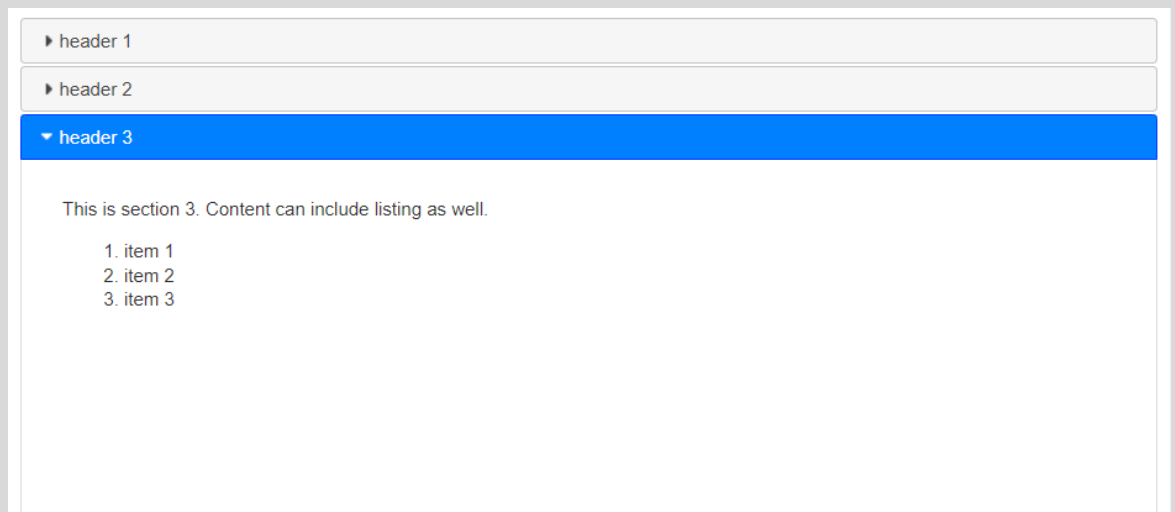 header 1
header 2
header 3
This is section 3. Content can include listing as well.
1. item 1
2. item 2
3. item 3